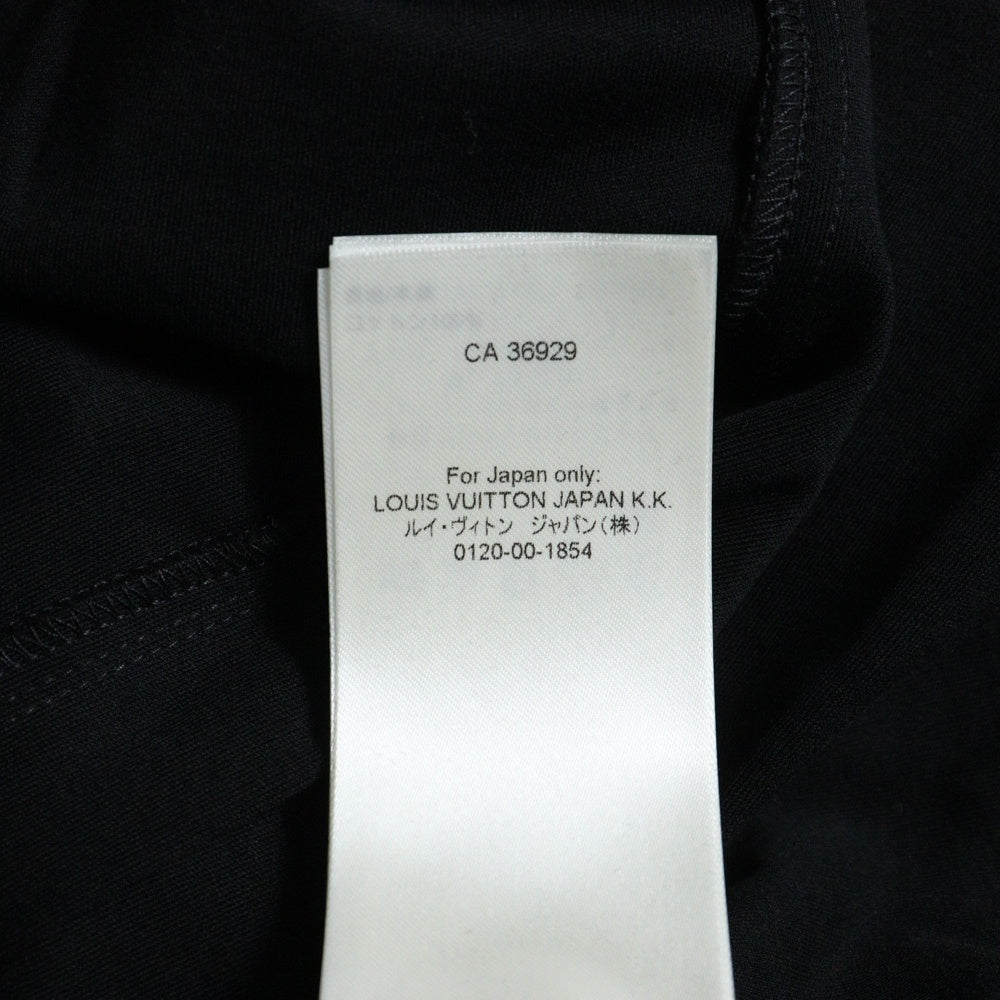 CA 36929
For Japan only:
LOUIS VUITTON JAPAN K.K.
ルイ・ヴィトン ジャパン(株)
0120-00-1854